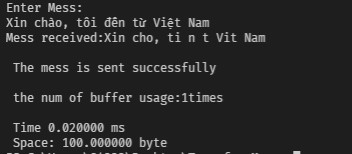 Enter Mess:
Xin chào, tôi đến từ Việt Nam
Mess received:Xin cho, ti n t Vit Nam
The mess is sent successfully
the num of buffer usage:1times
Time 0.020000 ms
Space: 100.000000 byte